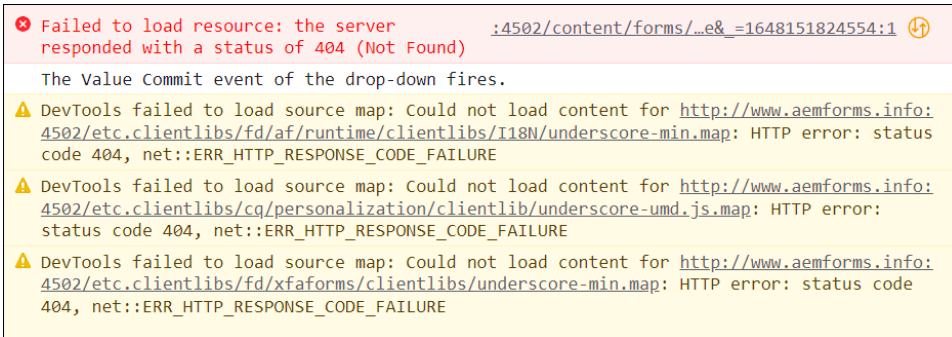 Failed to load resource: the server :4502/content/forms/…e&_=1648151824554:1
responded with a status of 404 (Not Found)
The Value Commit event of the drop-down fires.
DevTools failed to load source map: Could not load content for http://www.aemforms.info:
4502/etc.clientlibs/fd/af/runtime/clientlibs/I18N/underscore-min.map: HTTP error: status
code 404, net::ERR_HTTP_RESPONSE_CODE_FAILURE
DevTools failed to load source map: Could not load content for http://www.aemforms.info:
4502/etc.clientlibs/cq/personalization/clientlib/underscore-umd.js.map: HTTP error:
status code 404, net::ERR_HTTP_RESPONSE_CODE_FAILURE
DevTools failed to load source map: Could not load content for http://www.aemforms.info:
4502/etc.clientlibs/fd/xfaforms/clientlibs/underscore-min.map: HTTP error: status code
404, net::ERR_HTTP_RESPONSE_CODE_FAILURE